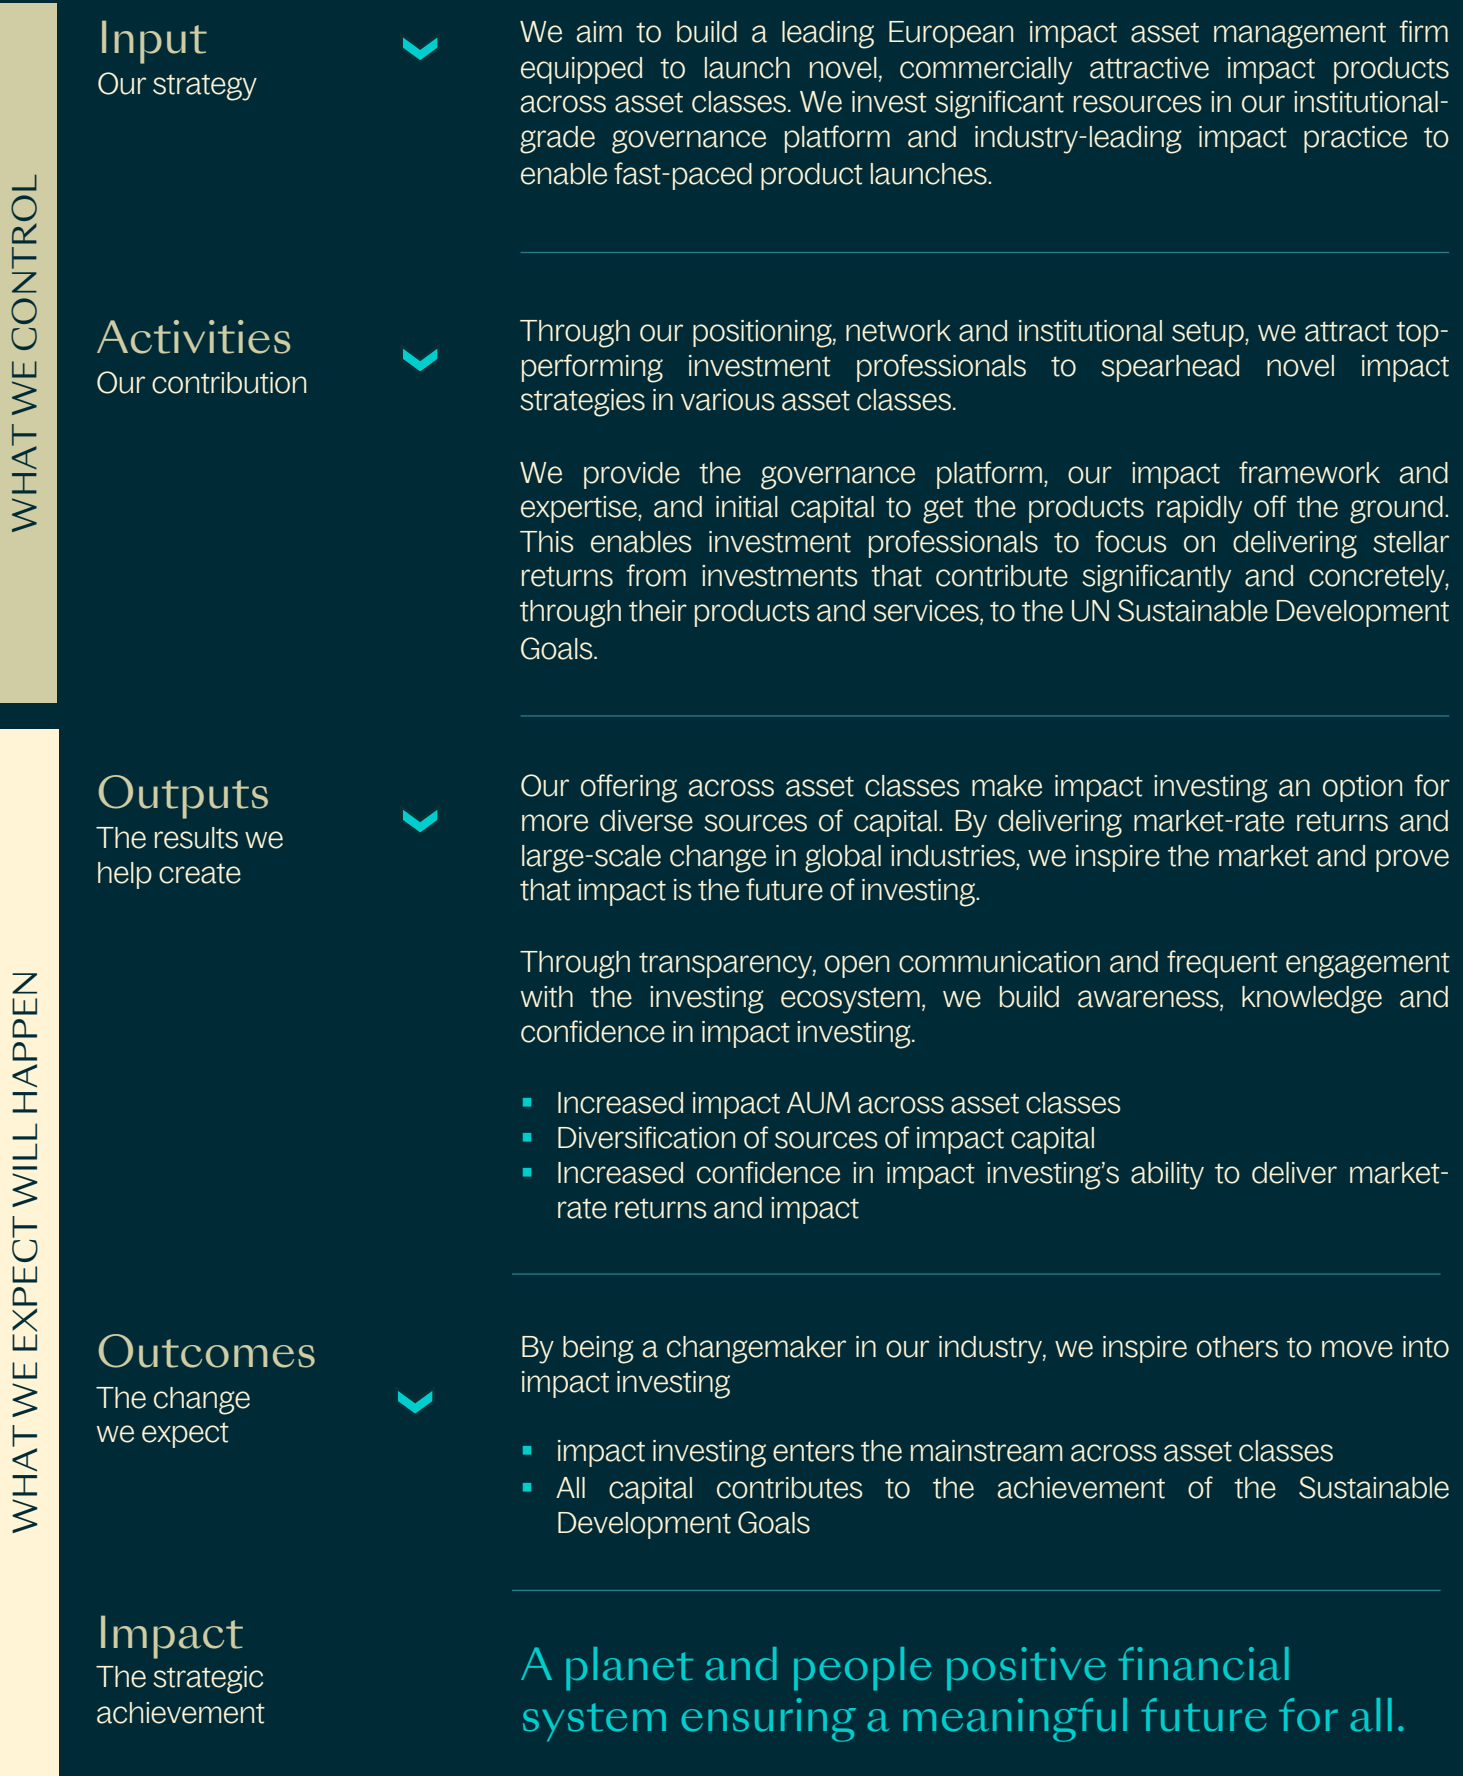 WHAT WE CONTROL
Input
Our strategy
We aim to build a leading European impact asset management firm
equipped to launch novel, commercially attractive impact products
across asset classes. We invest significant resources in our institutional-
grade governance platform and industry-leading impact practice to
enable fast-paced product launches.
Activities
Our contribution
Through our positioning, network and institutional setup, we attract top-
performing investment professionals to spearhead novel impact
strategies in various asset classes.
We provide the governance platform, our impact framework and
expertise, and initial capital to get the products rapidly off the ground.
This enables investment professionals to focus on delivering stellar
returns from investments that contribute significantly and concretely,
through their products and services, to the UN Sustainable Development
Goals.
WHAT WE EXPECT WILL HAPPEN
Outputs
The results we
help create
Our offering across asset classes make impact investing an option for
more diverse sources of capital. By delivering market-rate returns and
large-scale change in global industries, we inspire the market and prove
that impact is the future of investing.
Through transparency, open communication and frequent engagement
with the investing ecosystem, we build awareness, knowledge and
confidence in impact investing.
▪ Increased impact AUM across asset classes
▪ Diversification of sources of impact capital
▪ Increased confidence in impact investing's ability to deliver market-
rate returns and impact
Outcomes
The change
we expect
By being a changemaker in our industry, we inspire others to move into
impact investing
▪ impact investing enters the mainstream across asset classes
▪ All capital contributes to the achievement of the Sustainable
Development Goals
Impact
The strategic
achievement
A planet and people positive financial
system ensuring a meaningful future for all.